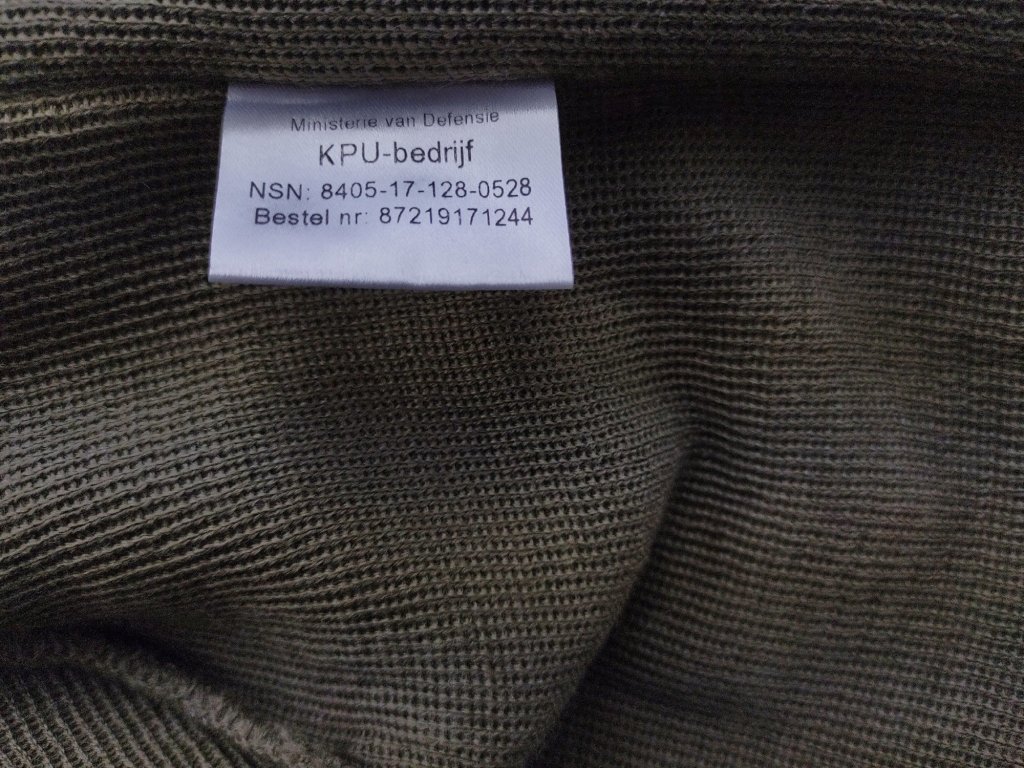 Ministerie van Defensie
KPU-bedrijf
NSN: 8405-17-128-0528
Bestel nr: 87219171244